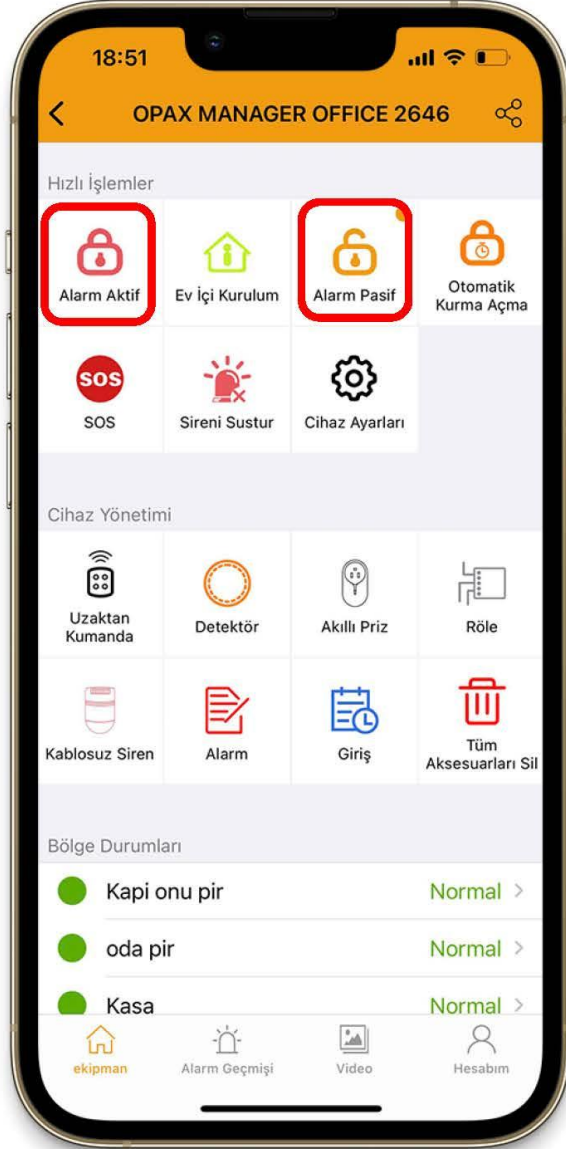 18:51
OPAX MANAGER OFFICE 2646
Hızlı İşlemler
Alarm Aktif
Ev İçi Kurulum
Alarm Pasif
Otomatik
Kurma Açma
SOS
SOS
Sireni Sustur
Cihaz Ayarları
Cihaz Yönetimi
Uzaktan
Kumanda
Detektör
Akıllı Priz
Röle
Kablosuz Siren
Alarm
Giriş
Tüm
Aksesuarları Sil
Bölge Durumları
Kapi onu pir Normal
oda pir Normal
Kasa Normal
ekipman
Alarm Geçmişi
Video
Hesabım